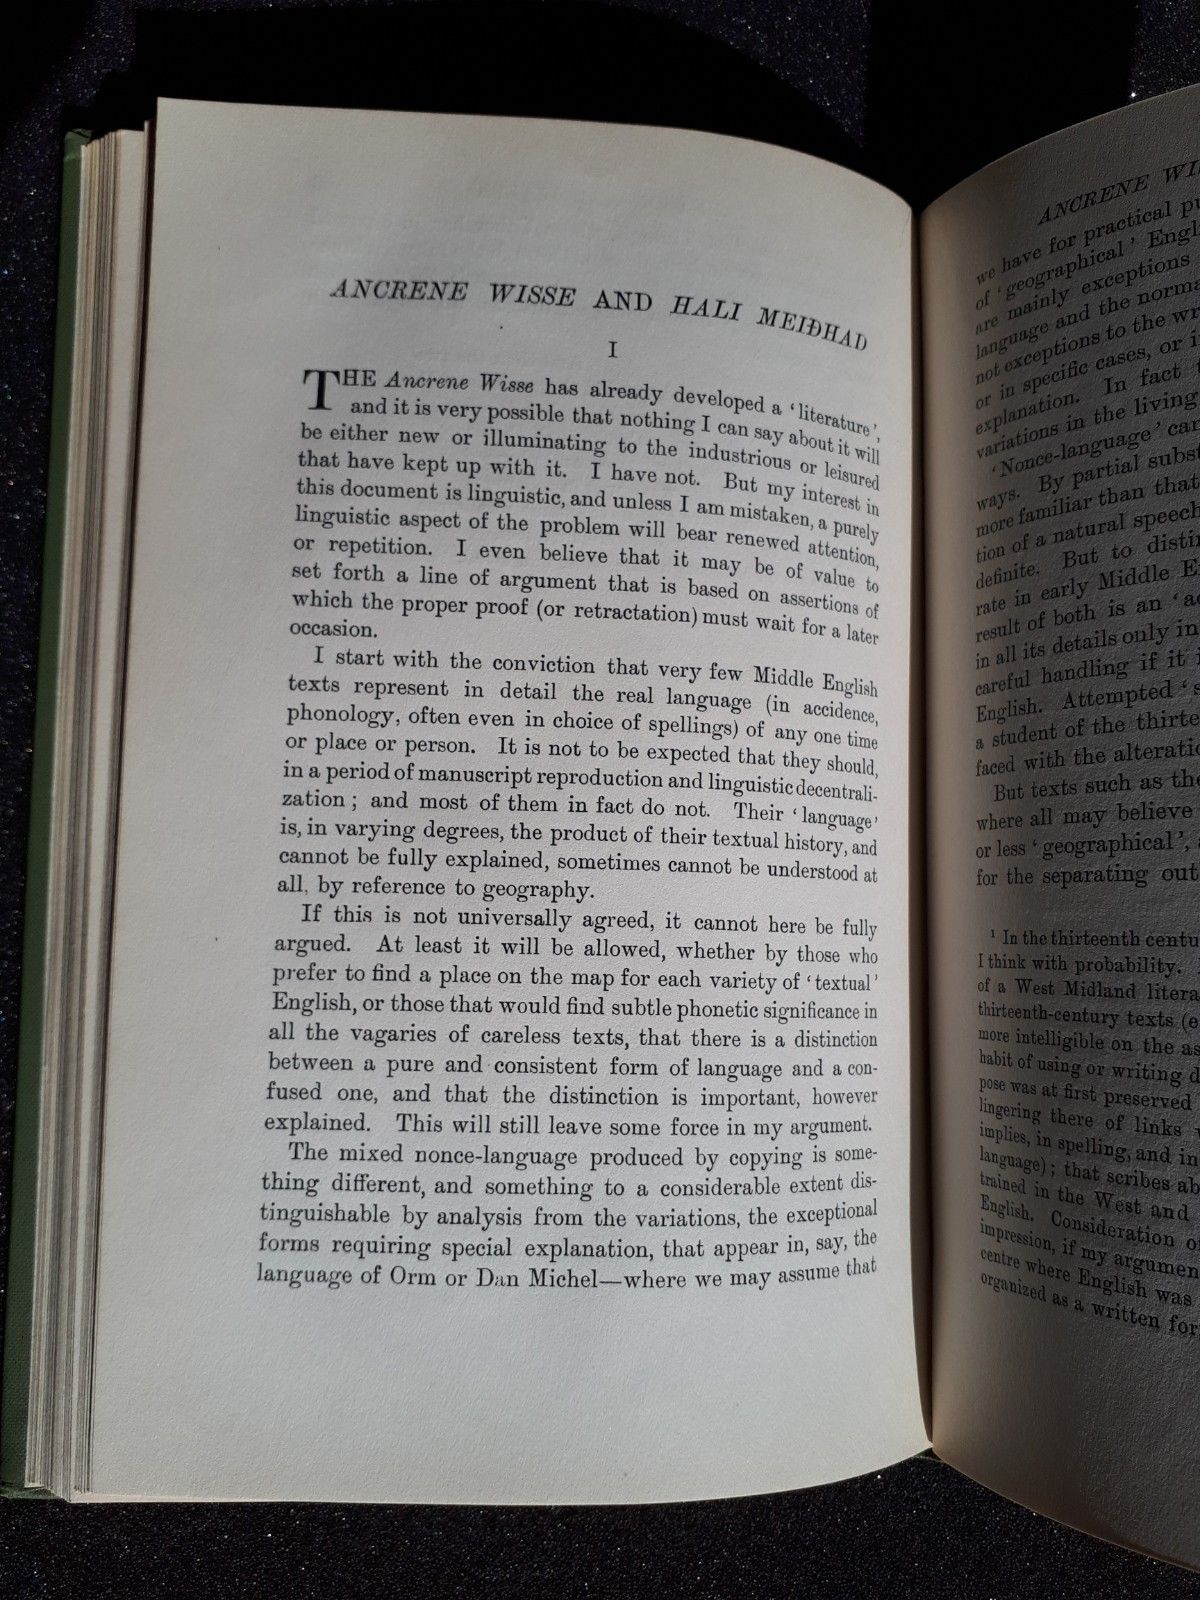 ANCRENE WISSE AND HALI MEIÐHAD
I
THE Ancrene Wisse has already developed a 'literature',
and it is very possible that nothing I can say about it will
be either new or illuminating to the industrious or leisured
that have kept up with it. I have not. But my interest in
this document is linguistic, and unless I am mistaken, a purely
linguistic aspect of the problem will bear renewed attention,
or repetition. I even believe that it may be of value to
set forth a line of argument that is based on assertions of
which the proper proof (or retractation) must wait for a later
occasion.
I start with the conviction that very few Middle English
texts represent in detail the real language (in accidence,
phonology, often even in choice of spellings) of any one time
or place or person. It is not to be expected that they should,
in a period of manuscript reproduction and linguistic decentrali-
zation ; and most of them in fact do not. Their 'language'
is, in varying degrees, the product of their textual history, and
cannot be fully explained, sometimes cannot be understood at
all, by reference to geography.
If this is not universally agreed, it cannot here be fully
argued. At least it will be allowed, whether by those who
prefer to find a place on the map for each variety of 'textual'
English, or those that would find subtle phonetic significance in
all the vagaries of careless texts, that there is a distinction
between a pure and consistent form of language and a con-
fused one, and that the distinction is important, however
explained. This will still leave some force in my argument.
The mixed nonce-language produced by copying is some-
thing different, and something to a considerable extent dis-
tinguishable by analysis from the variations, the exceptional
forms requiring special explanation, that appear in, say, the
language of Orm or Dan Michel—where we may assume that
ANCRENE
we have for practical
of 'geographical'
are mainly exceptions
language and the
not exceptions to the
or in specific cases, or
explanation. In fact
variations in the living
'Nonce-language'
ways. By partial
more familiar than that
tion of a natural speech
definite. But to
rate in early Middle
result of both is an
in all its details only in
careful handling if it
English. Attempted
a student of the
faced with the
But texts such as
where all may believe
or less 'geographical',
for the separating out
1 In the thirteenth
I think with probability.
of a West Midland
thirteenth-century texts
more intelligible on the
habit of using or writing
pose was at first preserved
lingering there of links
implies, in spelling, and in
language) ; that scribes
trained in the West and
English. Consideration
impression, if my
centre where English was
organized as a written